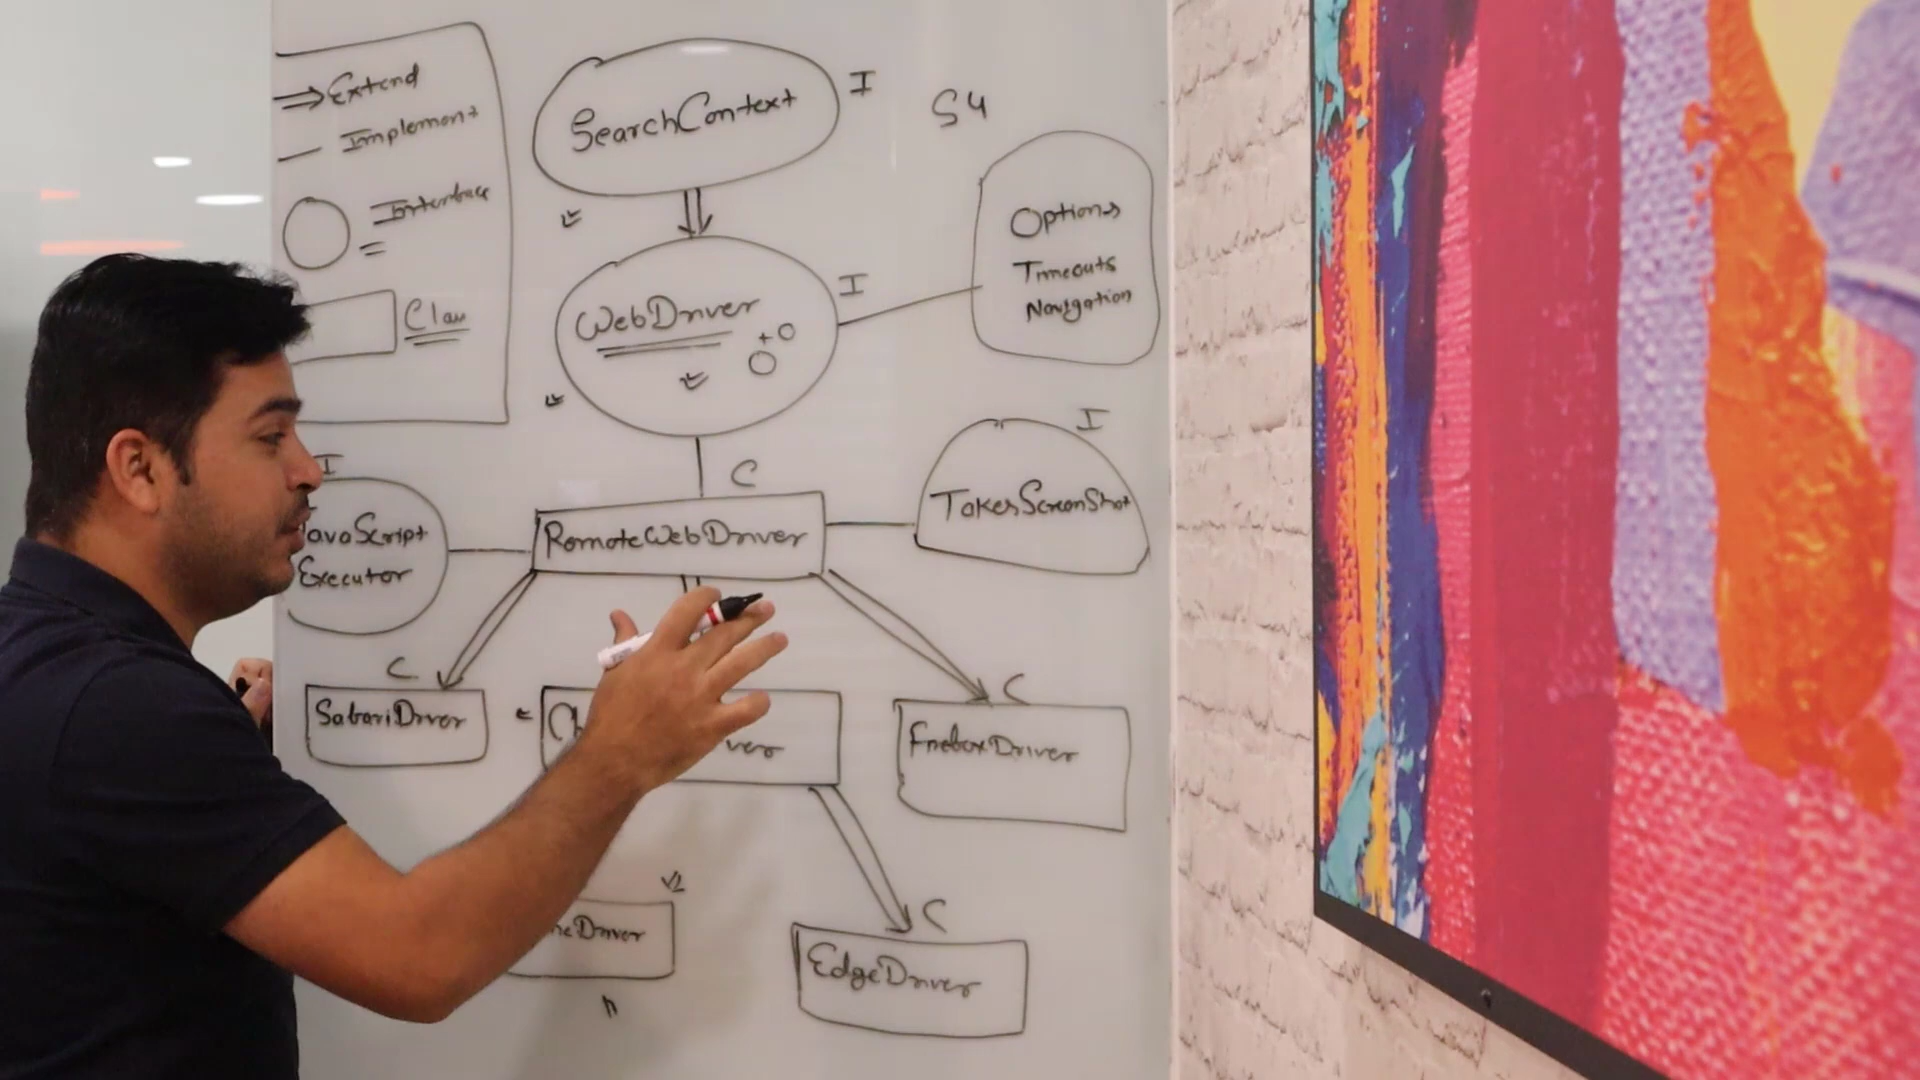 Extend
Implement
Interface
Class
SearchContext
I
S4
WebDriver
I
Options
Timeouts
Navigation
C
I
RemoteWebDriver
TakesScreenShot
I
JavaScript
Executor
C
SafariDriver
C
FirefoxDriver
C
EdgeDriver